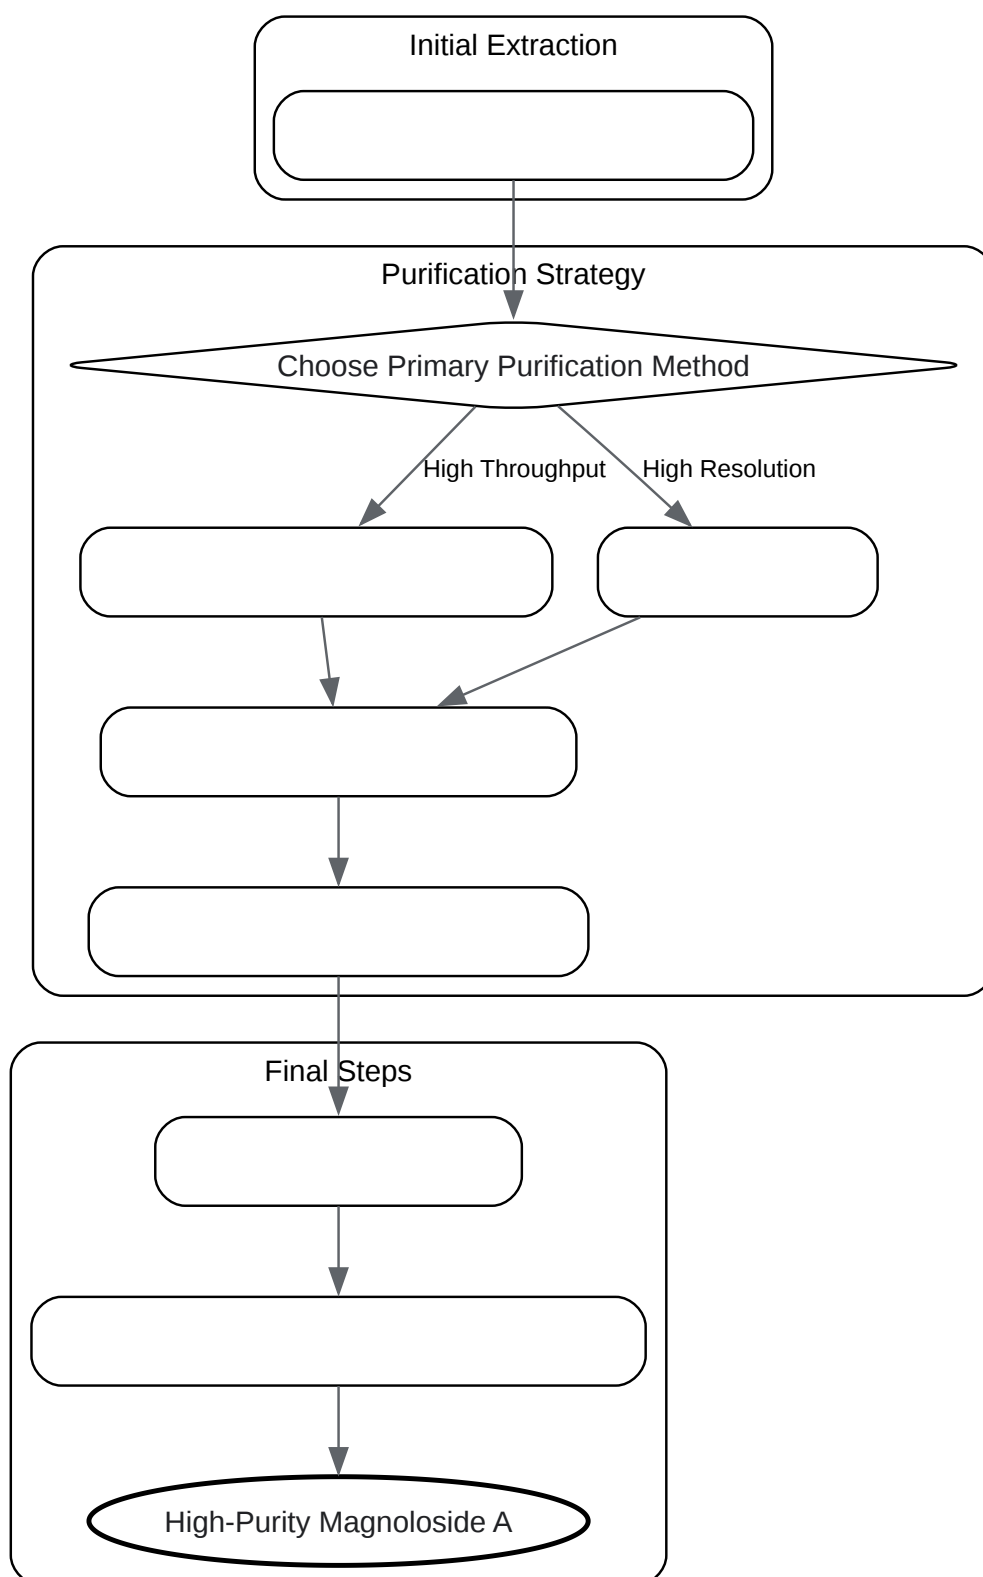 Initial Extraction
Purification Strategy
Choose Primary Purification Method
High Throughput
High Resolution
Final Steps
High-Purity Magnoloside A